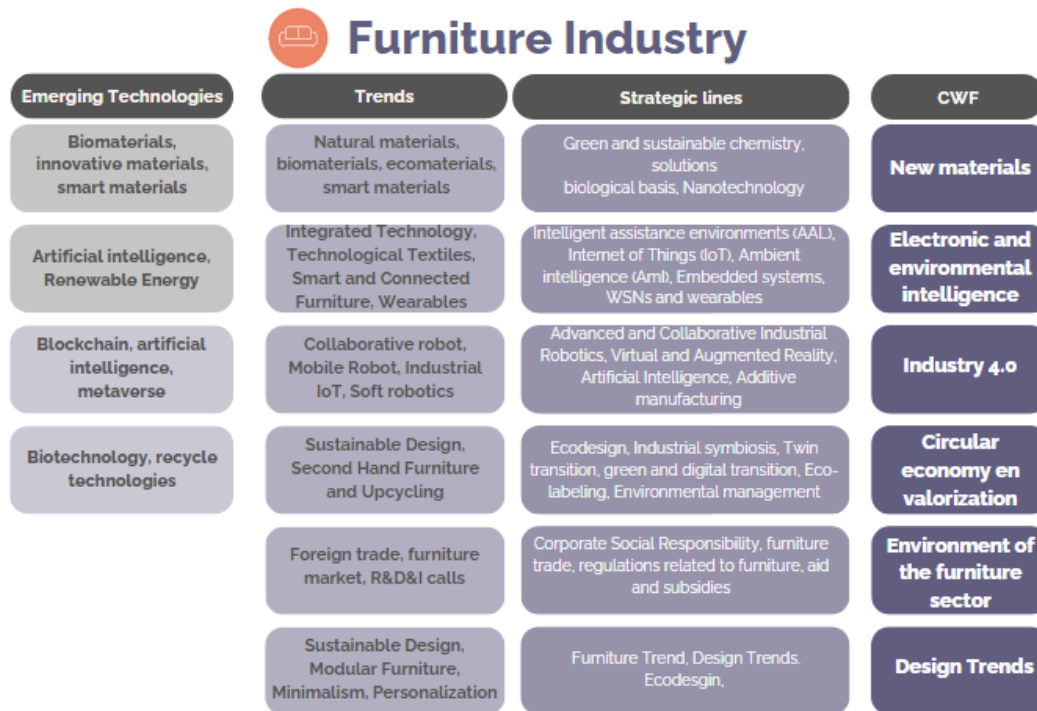 Furniture Industry
Emerging Technologies
Trends
Strategic lines
CWF
Biomaterials,
innovative materials,
smart materials
Natural materials,
biomaterials, ecomaterials,
smart materials
Green and sustainable chemistry,
solutions
biological basis, Nanotechnology
New materials
Artificial intelligence,
Renewable Energy
Integrated Technology,
Technological Textiles,
Smart and Connected
Furniture, Wearables
Intelligent assistance environments (AAL),
Internet of Things (IoT), Ambient
intelligence (AmI), Embedded systems,
WSNs and wearables
Electronic and
environmental
intelligence
Blockchain, artificial
intelligence,
metaverse
Collaborative robot,
Mobile Robot, Industrial
IoT, Soft robotics
Advanced and Collaborative Industrial
Robotics, Virtual and Augmented Reality,
Artificial Intelligence, Additive
manufacturing
Industry 4.0
Biotechnology, recycle
technologies
Sustainable Design,
Second Hand Furniture
and Upcycling
Ecodesign, Industrial symbiosis, Twin
transition, green and digital transition, Eco-
labeling, Environmental management
Circular
economy en
valorization
Foreign trade, furniture
market, R&D&I calls
Corporate Social Responsibility, furniture
trade, regulations related to furniture, aid
and subsidies
Environment of
the furniture
sector
Sustainable Design,
Modular Furniture,
Minimalism, Personalization
Furniture Trend, Design Trends.
Ecodesgin,
Design Trends